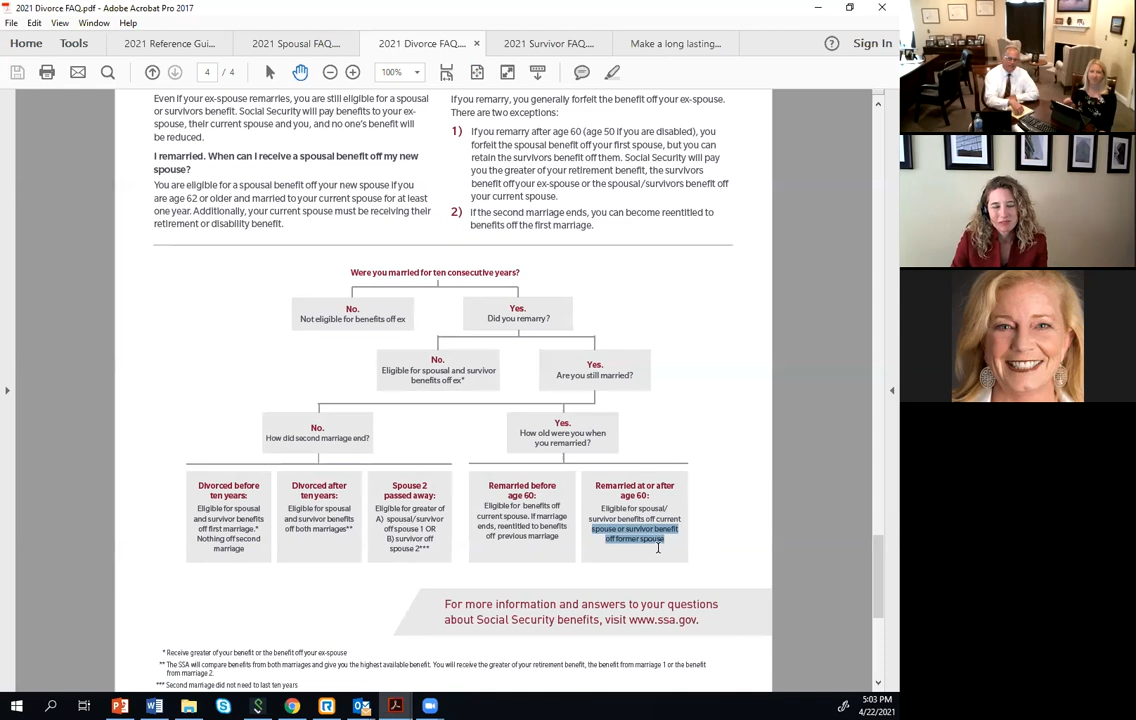 2021 Divorce FAQ.pdf - Adobe Acrobat Pro 2017
File Edit View Window Help
Home Tools 2021 Reference Gui... 2021 Spousal FAQ.... 2021 Divorce FAQ.... × 2021 Survivor FAQ.... Make a long lasting... Sign In
4 / 4 100%
Even if your ex-spouse remarries, you are still eligible for a spousal
or survivors benefit. Social Security will pay benefits to your ex-
spouse, their current spouse and you, and no one's benefit will
be reduced.
I remarried. When can I receive a spousal benefit off my new
spouse?
You are eligible for a spousal benefit off your new spouse if you
are age 62 or older and married to your current spouse for at least
one year. Additionally, your current spouse must be receiving their
retirement or disability benefit.
If you remarry, you generally forfeit the benefit off your ex-spouse.
There are two exceptions:
1) If you remarry after age 60 (age 50 if you are disabled), you
forfeit the spousal benefit off your first spouse, but you can
retain the survivors benefit off them. Social Security will pay
you the greater of your retirement benefit, the survivors
benefit off your ex-spouse or the spousal/survivors benefit off
your current spouse.
2) If the second marriage ends, you can become reentitled to
benefits off the first marriage.
Were you married for ten consecutive years?
No.
Not eligible for benefits off ex
Yes.
Did you remarry?
No.
Eligible for spousal and survivor
benefits off ex*
Yes.
Are you still married?
No.
How did second marriage end?
Yes.
How old were you when
you remarried?
Divorced before
ten years:
Eligible for spousal
and survivor benefits
off first marriage.*
Nothing off second
marriage
Divorced after
ten years:
Eligible for spousal
and survivor benefits
off both marriages**
Spouse 2
passed away:
Eligible for greater of
A) spousal/survivor
off spouse 1 OR
B) survivor off
spouse 2***
Remarried before
age 60:
Eligible for benefits off
current spouse. If marriage
ends, reentitled to benefits
off previous marriage
Remarried at or after
age 60:
Eligible for spousal/
survivor benefits off current
spouse or survivor benefit
off former spouse
For more information and answers to your questions
about Social Security benefits, visit www.ssa.gov.
* Receive greater of your benefit or the benefit off your ex-spouse
** The SSA will compare benefits from both marriages and give you the highest available benefit. You will receive the greater of your retirement benefit, the benefit from marriage 1 or the benefit
from marriage 2.
*** Second marriage did not need to last ten years
5:03 PM
4/22/2021